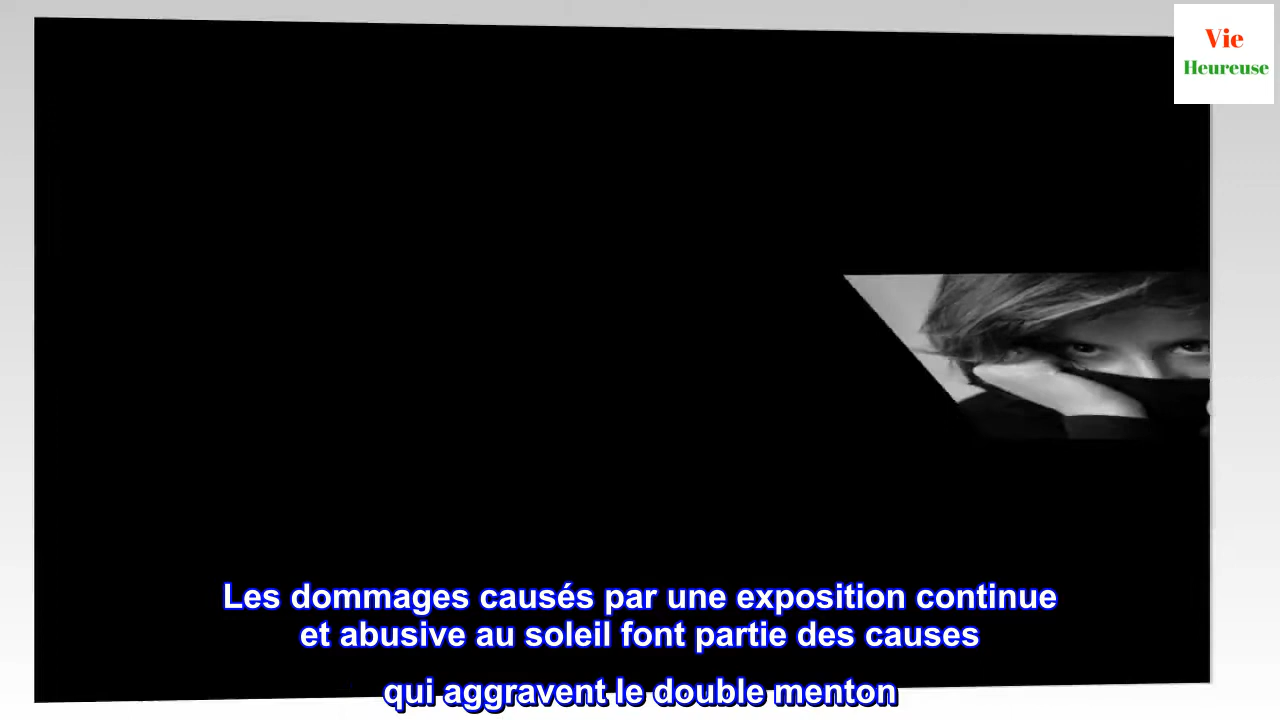 Vie
Heureuse
Les dommages causés par une exposition continue
et abusive au soleil font partie des causes
qui aggravent le double menton